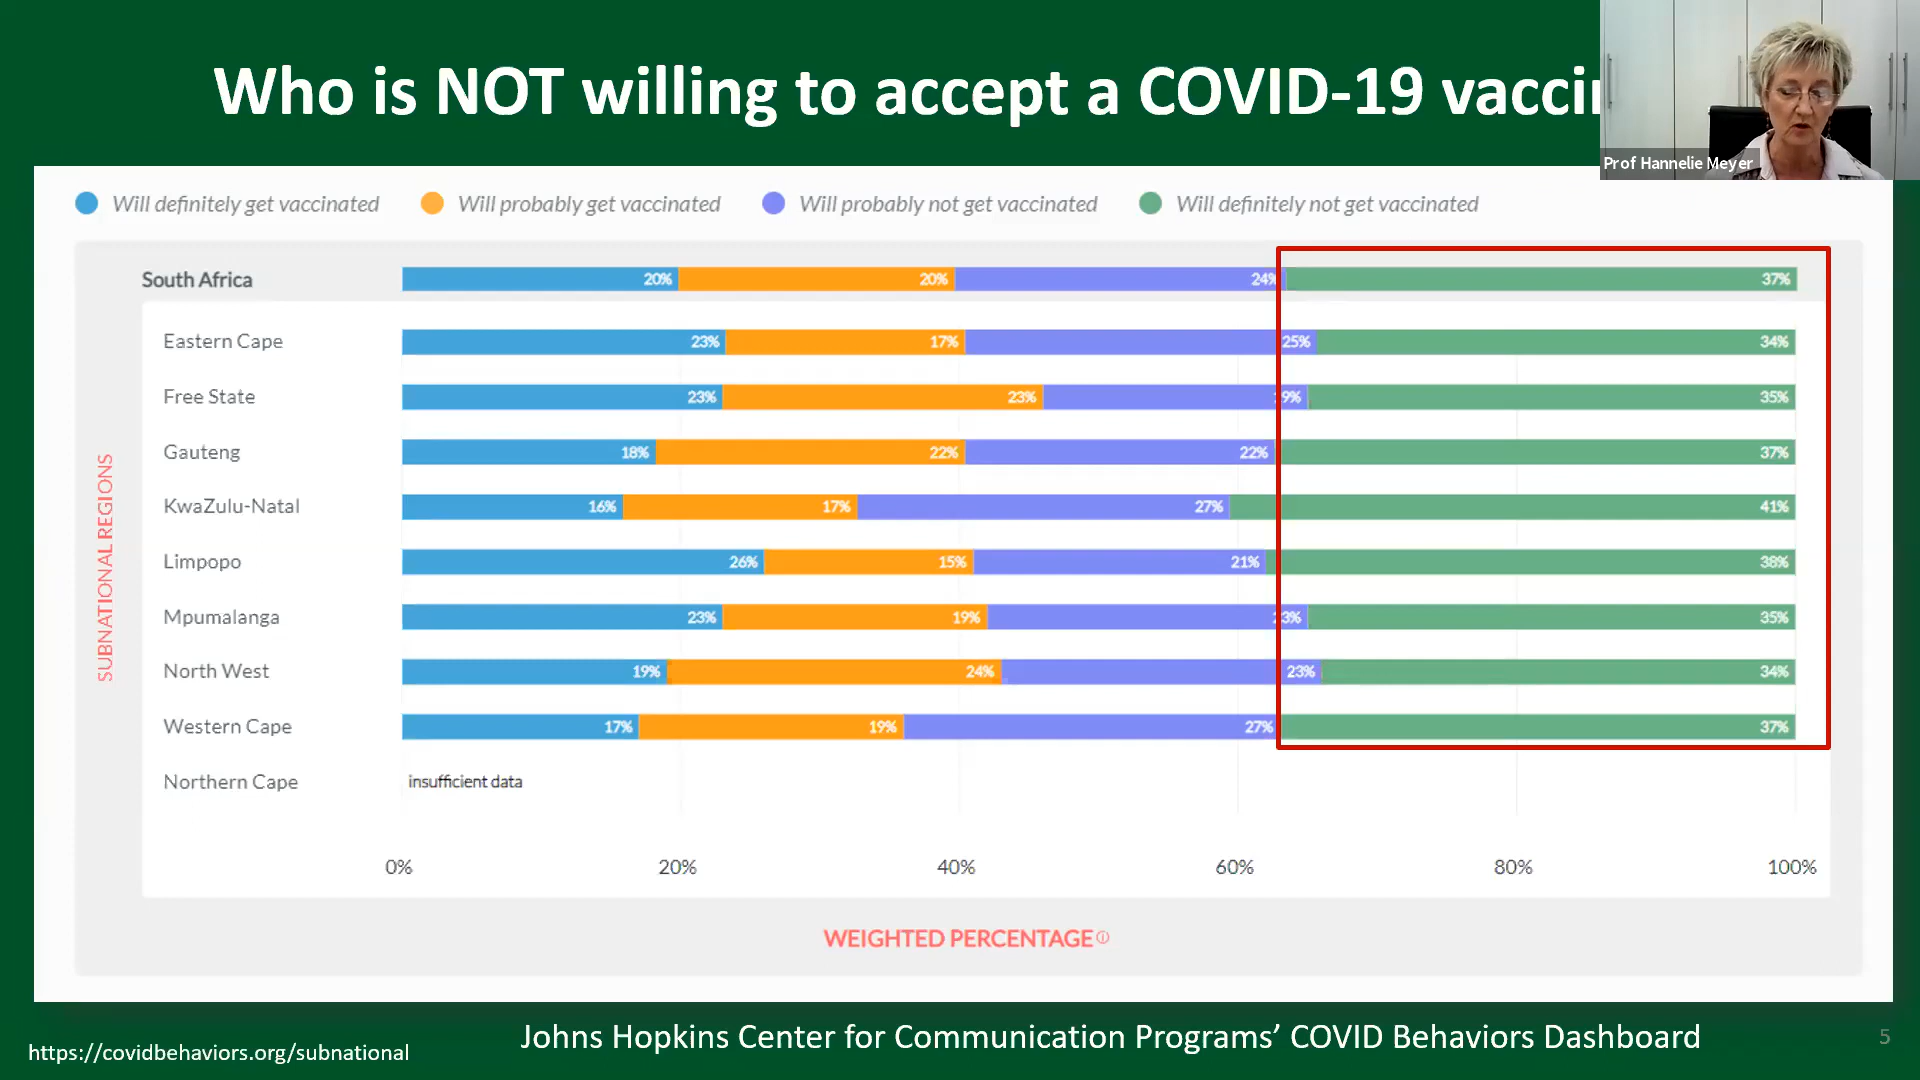 Who is NOT willing to accept a COVID-19
Prof Hannelie Meyer
Will definitely get vaccinated Will probably get vaccinated Will probably not get vaccinated Will definitely not get vaccinated
SUBNATIONAL REGIONS
South Africa 20% 20% 24% 37%
Eastern Cape 23% 17% 25% 34%
Free State 23% 23% 35%
Gauteng 18% 22% 22% 37%
KwaZulu-Natal 16% 17% 27% 41%
Limpopo 26% 15% 21% 38%
Mpumalanga 23% 19% 35%
North West 19% 24% 23% 34%
Western Cape 17% 19% 27% 37%
Northern Cape insufficient data
0% 20% 40% 60% 80% 100%
WEIGHTED PERCENTAGE
https://covidbehaviors.org/subnational
Johns Hopkins Center for Communication Programs’ COVID Behaviors Dashboard
5